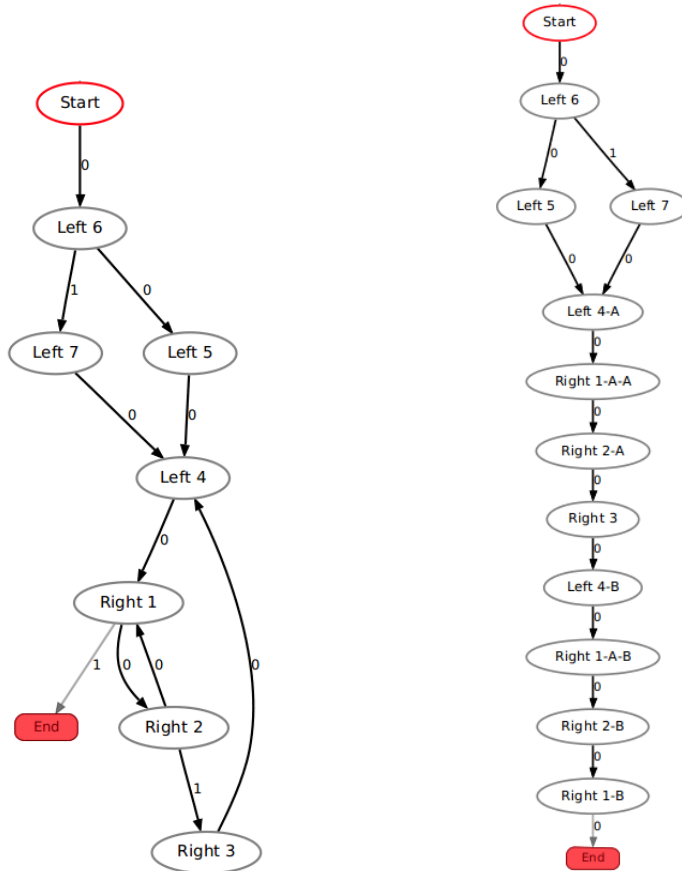 Start
0
Left 6
1
0
Left 7
Left 5
0
0
Left 4
0
Right 1
1
0
0
0
End
Right 2
1
Right 3
Start
0
Left 6
0
1
Left 5
Left 7
0
0
Left 4-A
0
Right 1-A-A
0
Right 2-A
0
Right 3
0
Left 4-B
0
Right 1-A-B
0
Right 2-B
0
Right 1-B
0
End